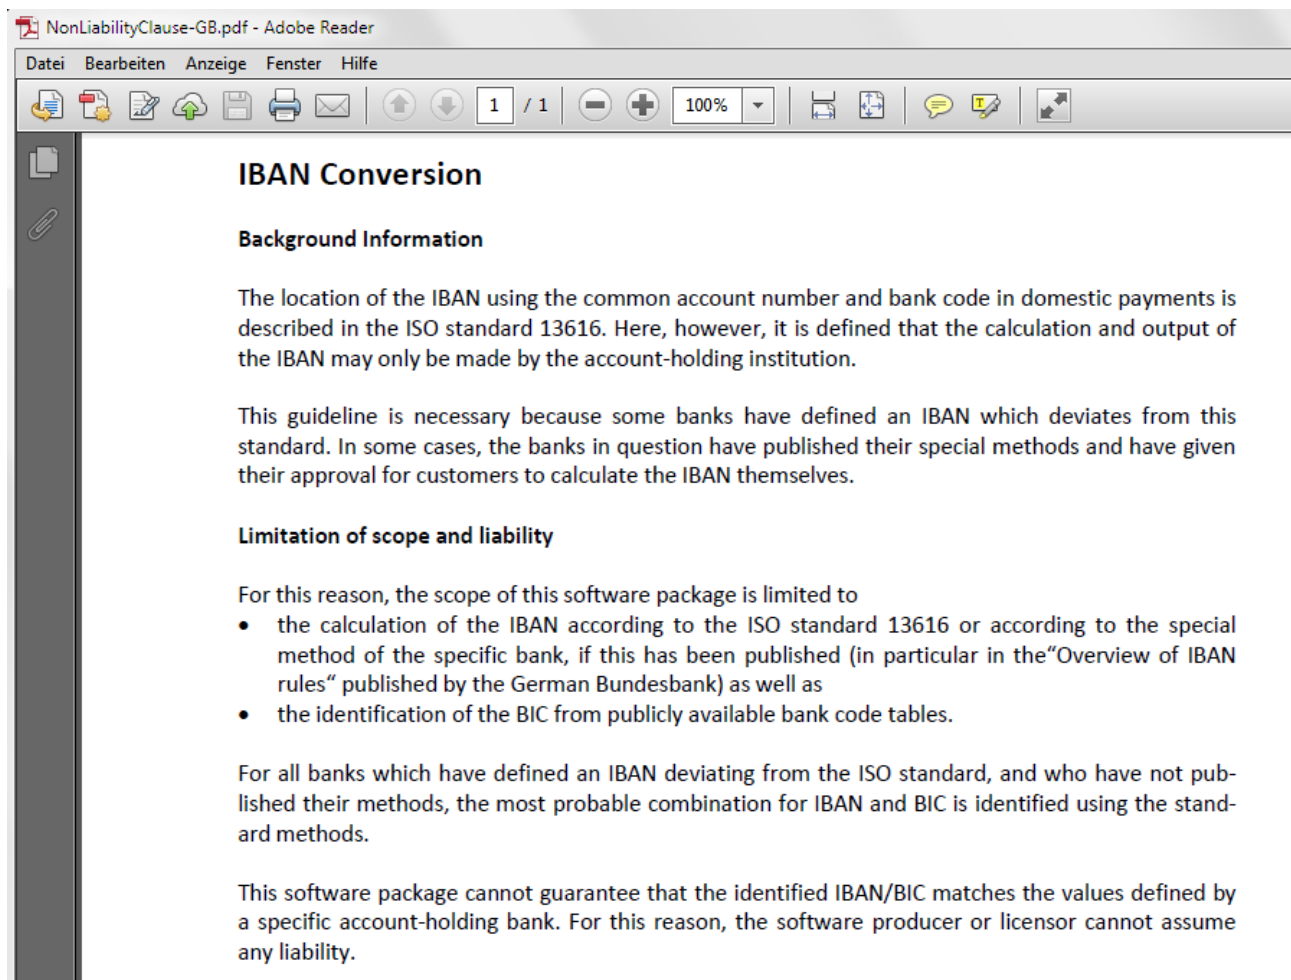 NonLiabilityClause-GB.pdf - Adobe Reader
Datei Bearbeiten Anzeige Fenster Hilfe
1 / 1 100%
IBAN Conversion
Background Information
The location of the IBAN using the common account number and bank code in domestic payments is
described in the ISO standard 13616. Here, however, it is defined that the calculation and output of
the IBAN may only be made by the account-holding institution.
This guideline is necessary because some banks have defined an IBAN which deviates from this
standard. In some cases, the banks in question have published their special methods and have given
their approval for customers to calculate the IBAN themselves.
Limitation of scope and liability
For this reason, the scope of this software package is limited to
• the calculation of the IBAN according to the ISO standard 13616 or according to the special
method of the specific bank, if this has been published (in particular in the“Overview of IBAN
rules“ published by the German Bundesbank) as well as
• the identification of the BIC from publicly available bank code tables.
For all banks which have defined an IBAN deviating from the ISO standard, and who have not pub-
lished their methods, the most probable combination for IBAN and BIC is identified using the stand-
ard methods.
This software package cannot guarantee that the identified IBAN/BIC matches the values defined by
a specific account-holding bank. For this reason, the software producer or licensor cannot assume
any liability.